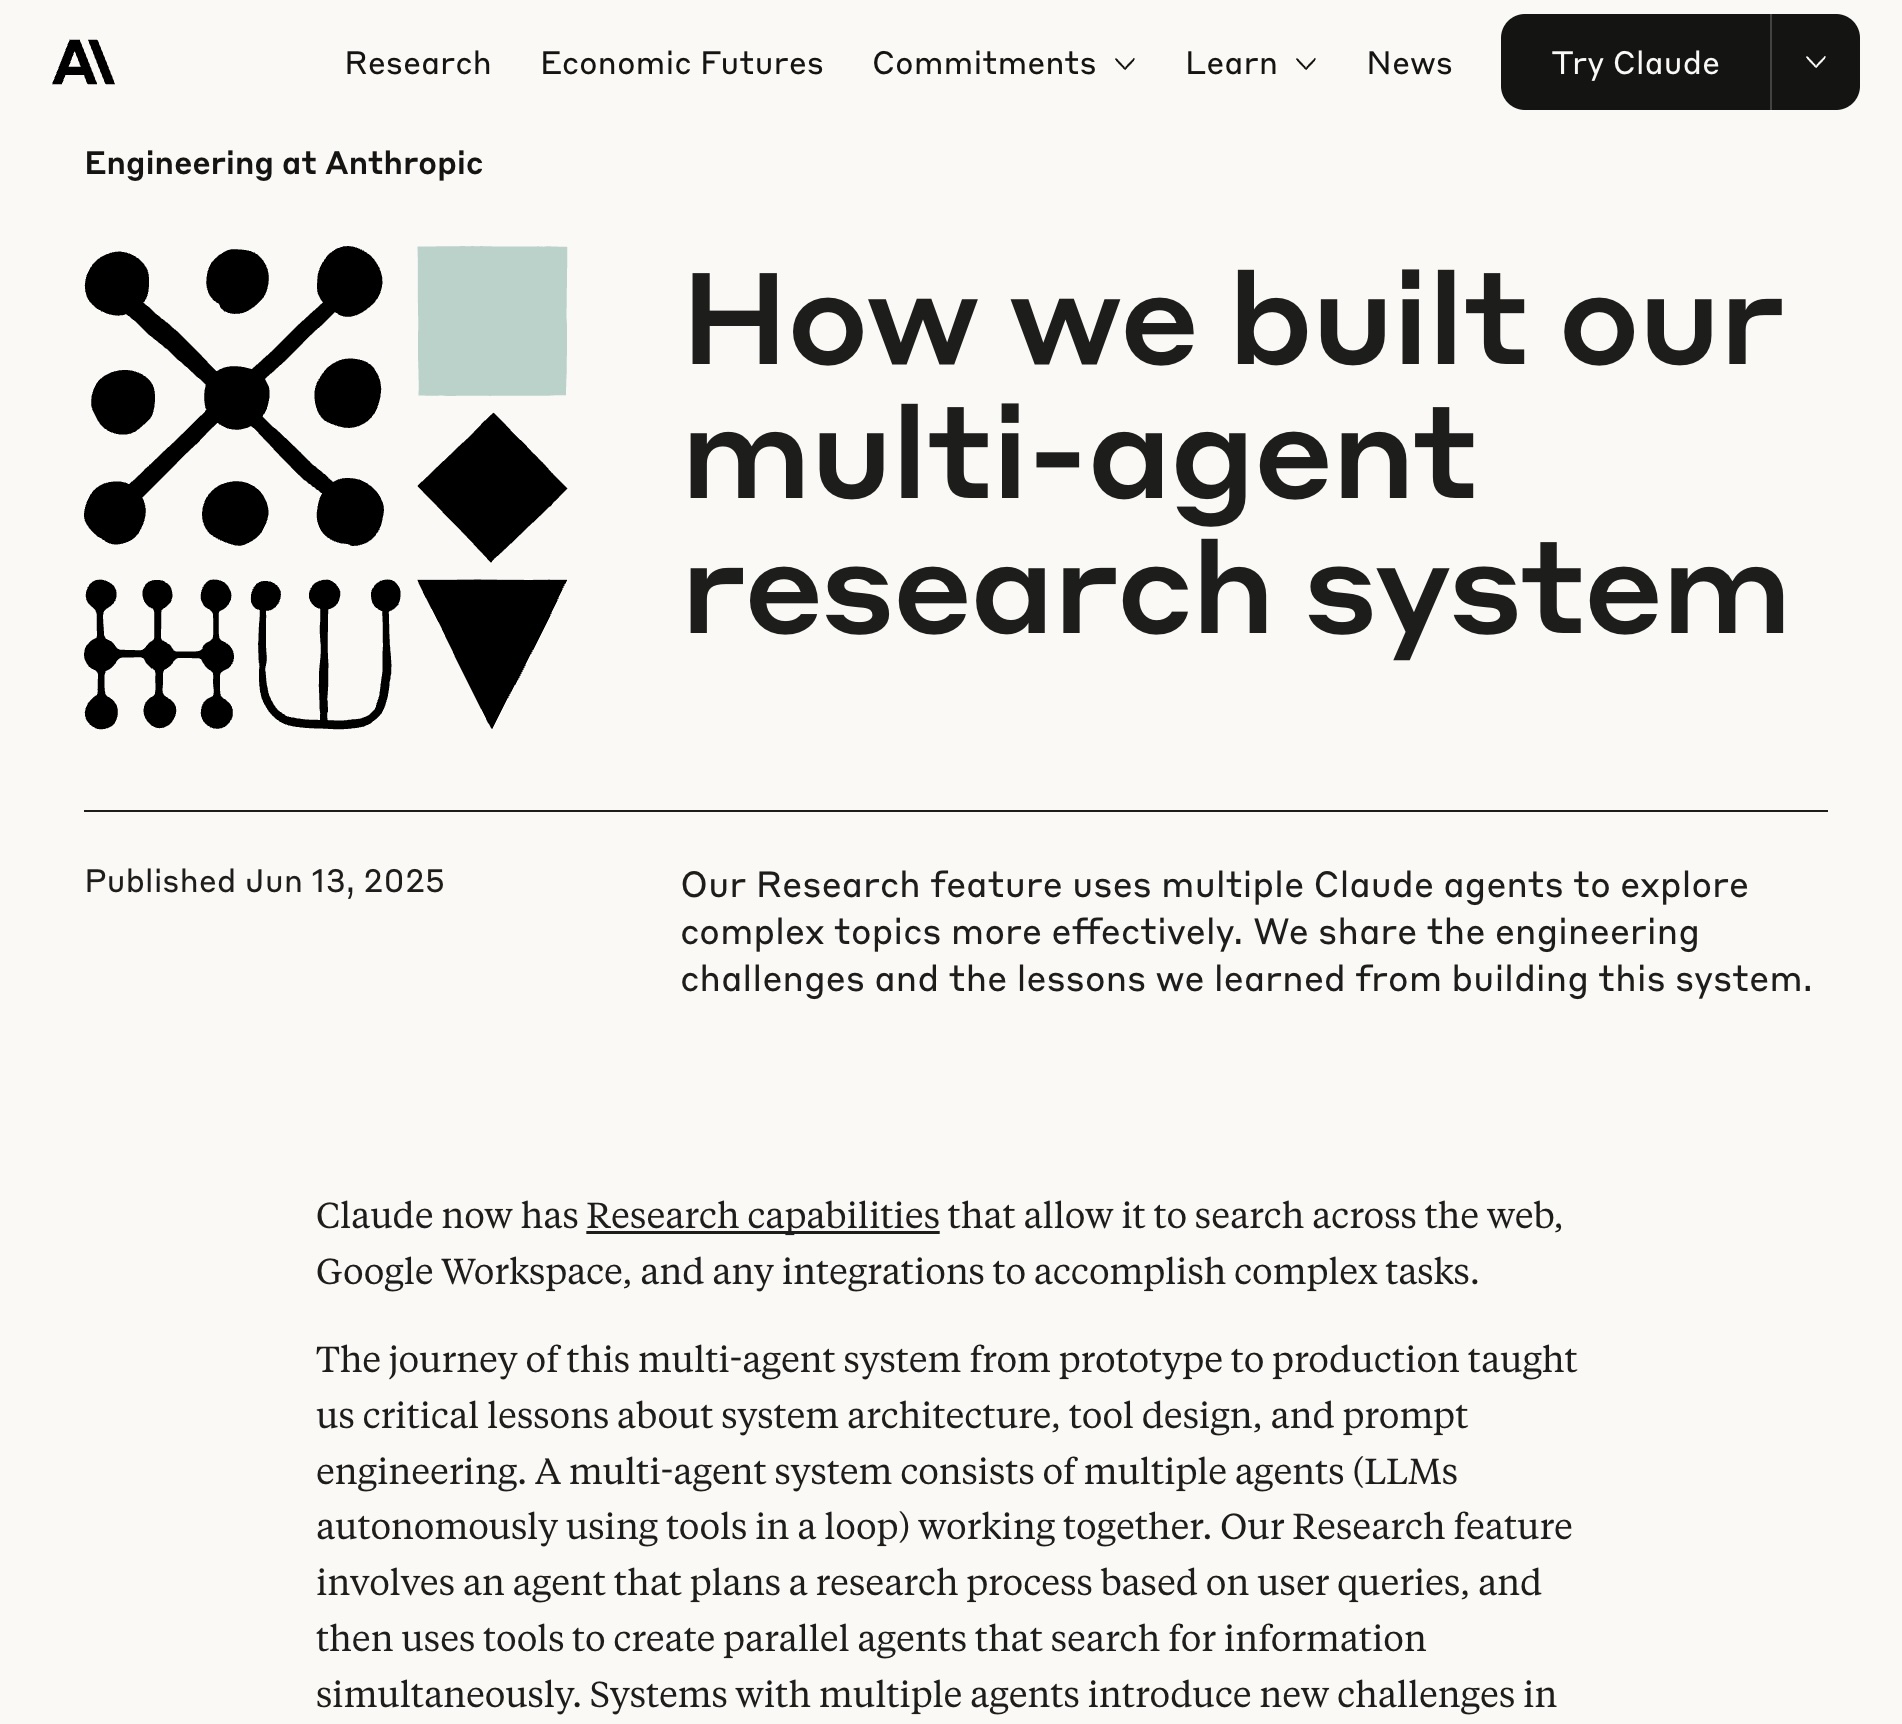 Research Economic Futures Commitments Learn News Try Claude
Engineering at Anthropic
How we built our
multi-agent
research system
Published Jun 13, 2025
Our Research feature uses multiple Claude agents to explore
complex topics more effectively. We share the engineering
challenges and the lessons we learned from building this system.
Claude now has Research capabilities that allow it to search across the web,
Google Workspace, and any integrations to accomplish complex tasks.
The journey of this multi-agent system from prototype to production taught
us critical lessons about system architecture, tool design, and prompt
engineering. A multi-agent system consists of multiple agents (LLMs
autonomously using tools in a loop) working together. Our Research feature
involves an agent that plans a research process based on user queries, and
then uses tools to create parallel agents that search for information
simultaneously. Systems with multiple agents introduce new challenges in